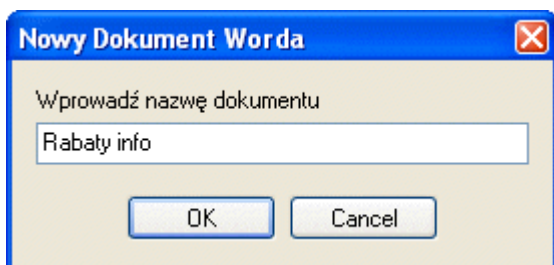 Nowy Dokument Worda
Wprowadź nazwę dokumentu
Rabaty info
OK Cancel